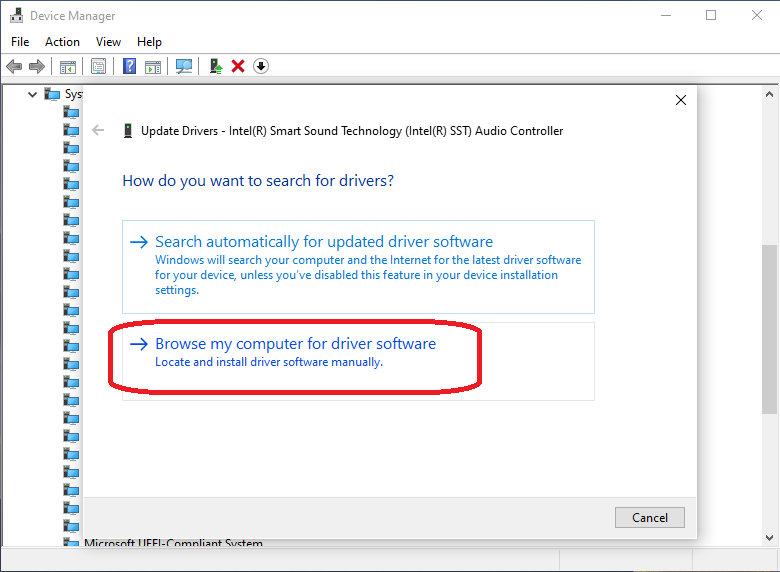 Device Manager
File Action View Help
Sys
Update Drivers - Intel(R) Smart Sound Technology (Intel(R) SST) Audio Controller
How do you want to search for drivers?
Search automatically for updated driver software
Windows will search your computer and the Internet for the latest driver software
for your device, unless you've disabled this feature in your device installation
settings.
Browse my computer for driver software
Locate and install driver software manually.
Cancel
Microsoft UEFI-Compliant System